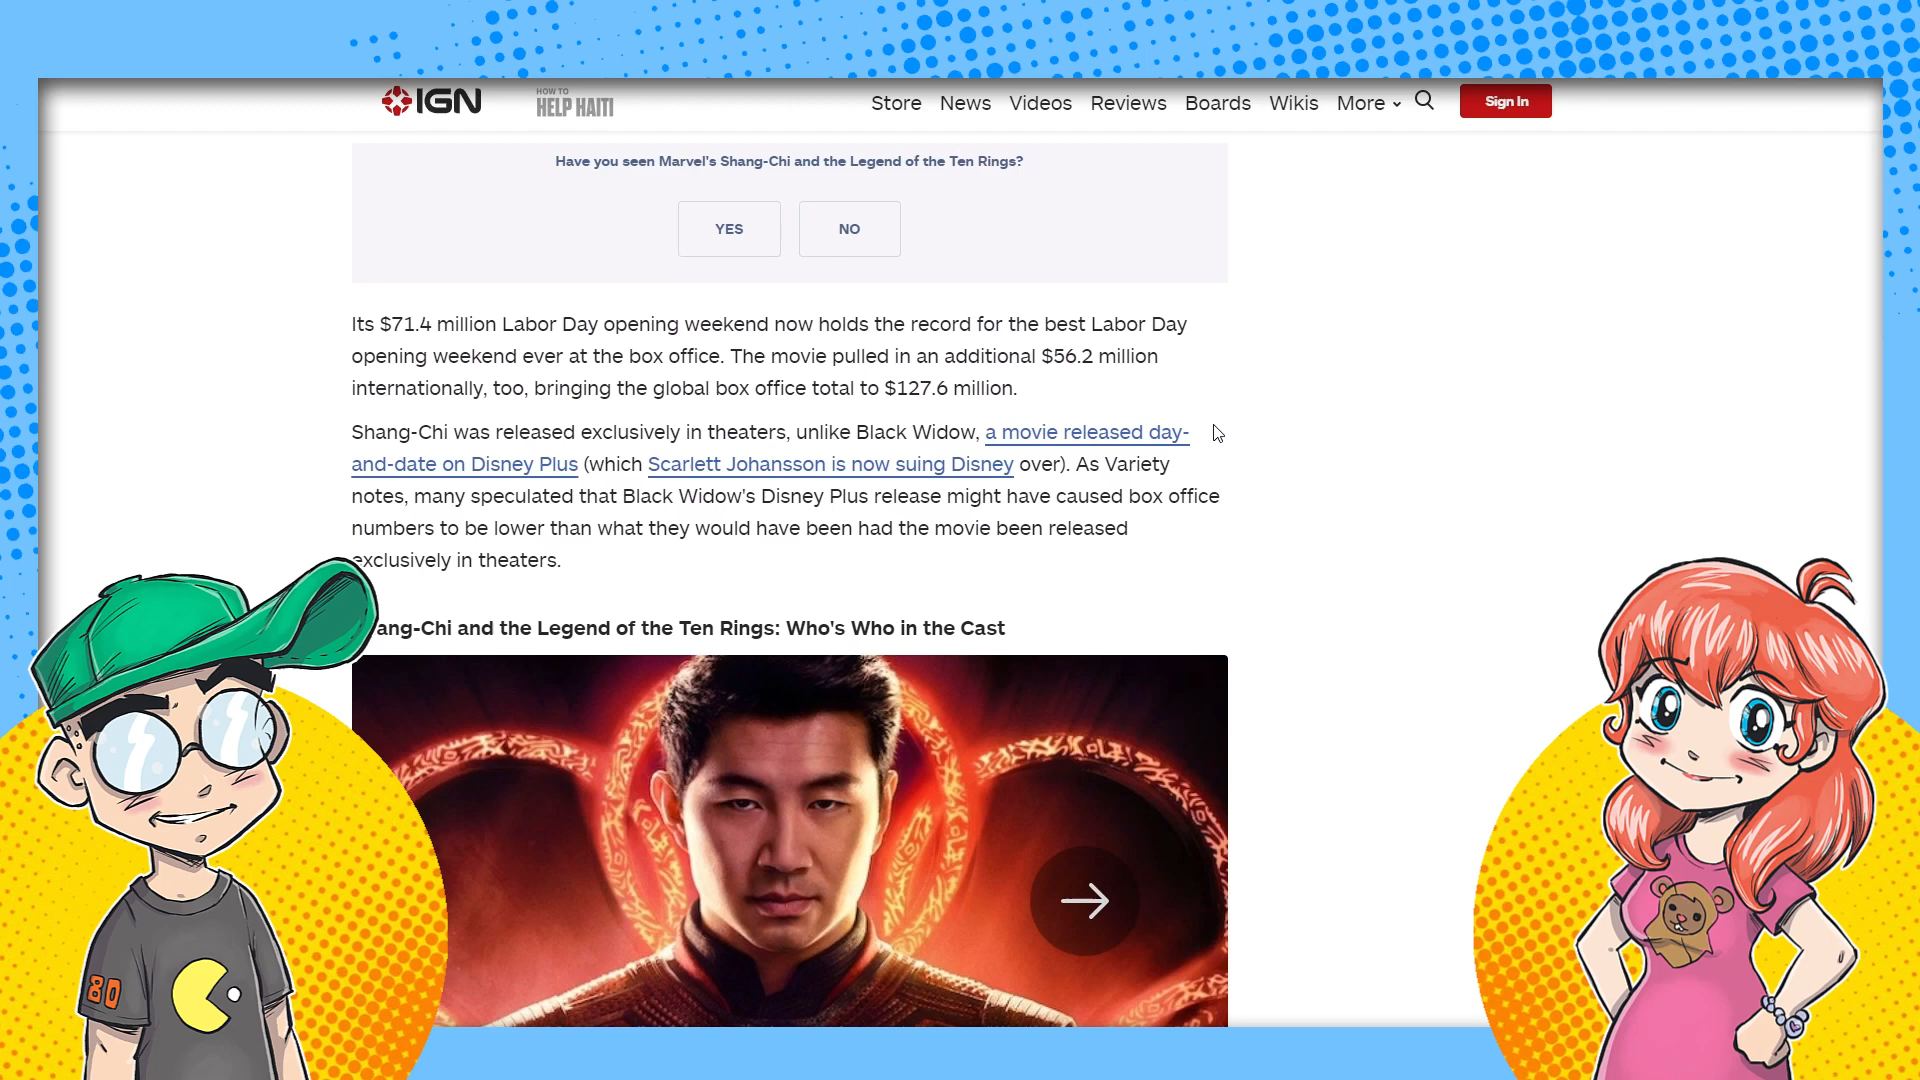 IGN
HOW TO
HELP HAITI
Store News Videos Reviews Boards Wikis More
Sign In
Have you seen Marvel's Shang-Chi and the Legend of the Ten Rings?
YES NO
Its $71.4 million Labor Day opening weekend now holds the record for the best Labor Day
opening weekend ever at the box office. The movie pulled in an additional $56.2 million
internationally, too, bringing the global box office total to $127.6 million.
Shang-Chi was released exclusively in theaters, unlike Black Widow, a movie released day-
and-date on Disney Plus (which Scarlett Johansson is now suing Disney over). As Variety
notes, many speculated that Black Widow's Disney Plus release might have caused box office
numbers to be lower than what they would have been had the movie been released
exclusively in theaters.
ang-Chi and the Legend of the Ten Rings: Who's Who in the Cast
80